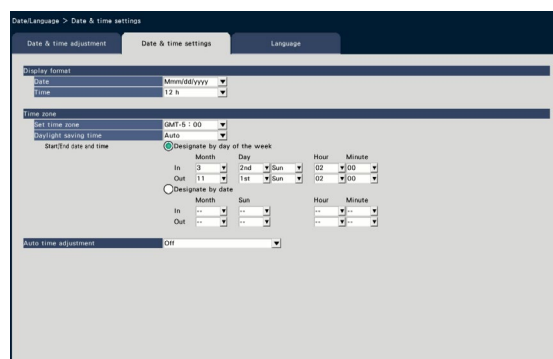 Date/Language > Date & time settings
Date & time adjustment Date & time settings Language
Display format
Date Mmm/dd/yyyy
Time 12 h
Time zone
Set time zone GMT-5 : 00
Daylight saving time Auto
Start/End date and time Designate by day of the week
Month Day Hour Minute
In 3 2nd Sun 02 00
Out 11 1st Sun 02 00
Designate by date
Month Sun Hour Minute
In -- -- -- --
Out -- -- -- --
Auto time adjustment Off